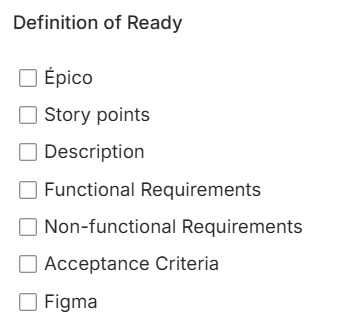 Definition of Ready
Épico
Story points
Description
Functional Requirements
Non-functional Requirements
Acceptance Criteria
Figma